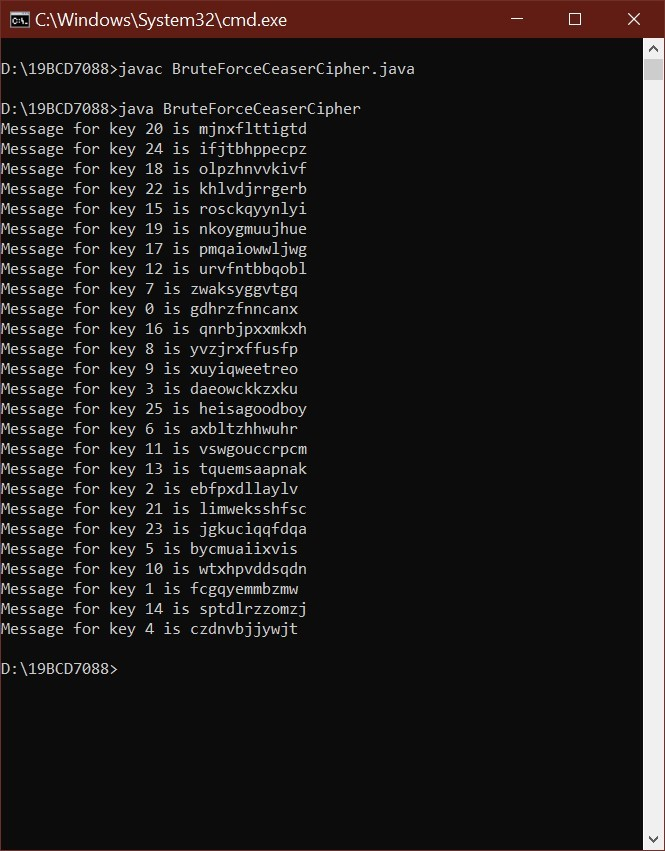 C:\Windows\System32\cmd.exe
D:\19BCD7088>javac BruteForceCeaserCipher.java
D:\19BCD7088>java BruteForceCeaserCipher
Message for key 20 is mjnxflttigtd
Message for key 24 is ifjtbhppecpz
Message for key 18 is olpzhnvvkivf
Message for key 22 is khlvdjrrgerb
Message for key 15 is rosckqyynlyi
Message for key 19 is nkoygmuujhue
Message for key 17 is pmqaiowwljwg
Message for key 12 is urvfntbbqobl
Message for key 7 is zwaksyggvtgq
Message for key 0 is gdhrzfnncanx
Message for key 16 is qnrbjpxxmkxh
Message for key 8 is yvzjrxffusfp
Message for key 9 is xuyiqweetreo
Message for key 3 is daeowckkzxku
Message for key 25 is heisagoodboy
Message for key 6 is axbltzhhwuhr
Message for key 11 is vswgouccrpcm
Message for key 13 is tquemsaapnak
Message for key 2 is ebfpxdllaylv
Message for key 21 is limweksshfsc
Message for key 23 is jgkuciqqfdqa
Message for key 5 is bycmuaiixvis
Message for key 10 is wtxhpvddsqdn
Message for key 1 is fcgqyemmbzmw
Message for key 14 is sptdlrzzomzj
Message for key 4 is czdnvbjjywjt
D:\19BCD7088>